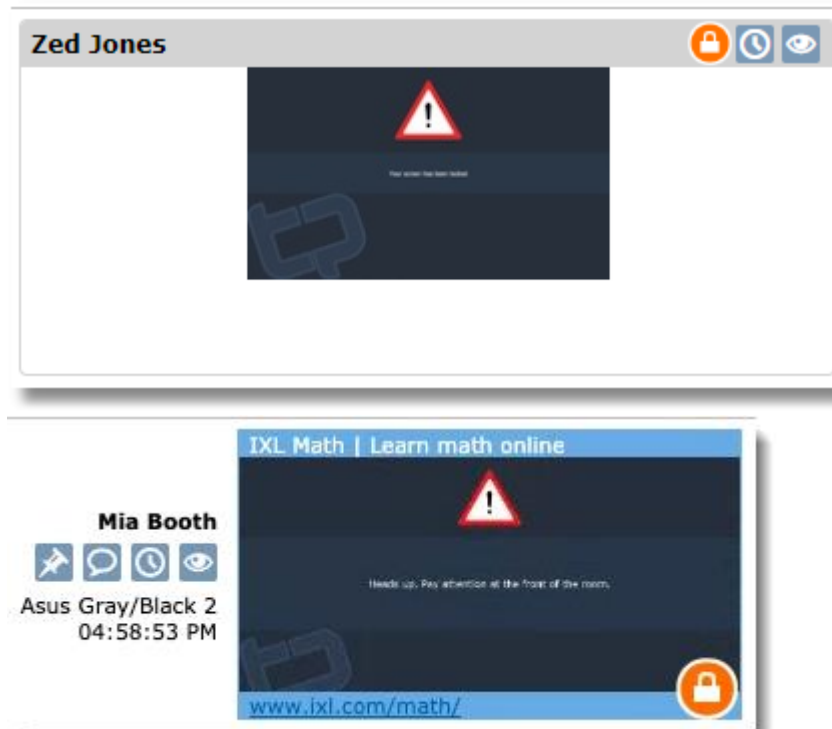 Zed Jones
Your screen has been locked
IXL Math | Learn math online
Mia Booth
Heads up. Pay attention at the front of the room.
Asus Gray/Black 2
04:58:53 PM
www.ixl.com/math/